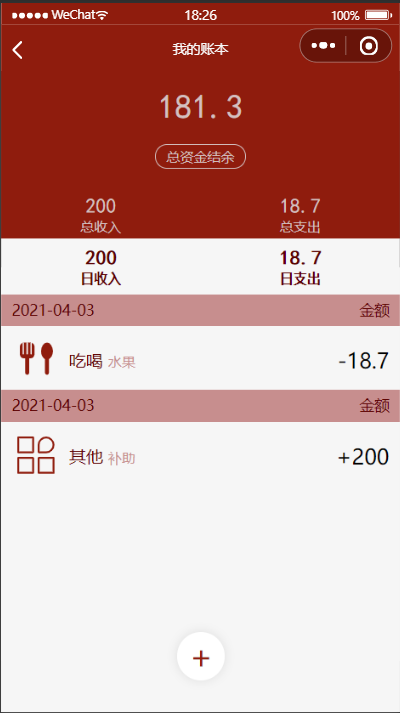 WeChat 18:26 100%
我的账本
181.3
总资金结余
200 18.7
总收入 总支出
200 18.7
日收入 日支出
2021-04-03 金额
吃喝 水果 -18.7
2021-04-03 金额
其他 补助 +200
+